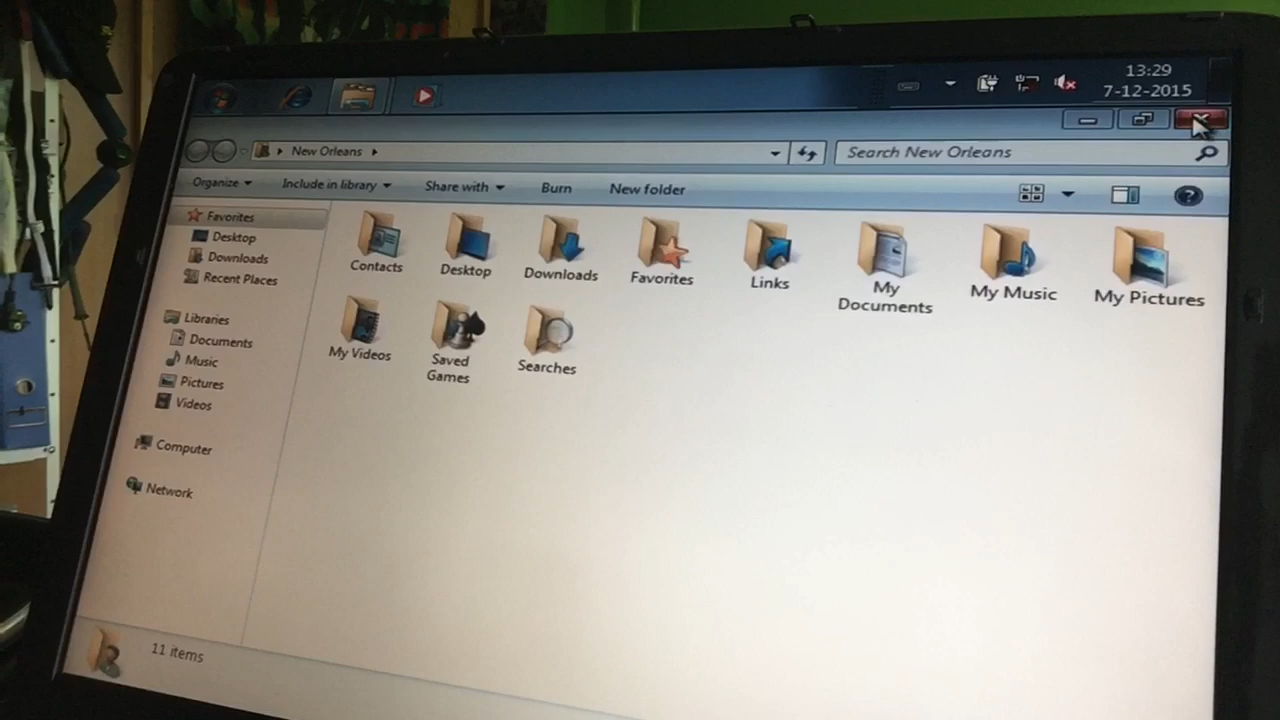 13:29
7-12-2015
New Orleans
Search New Orleans
Organize Include in library Share with Burn New folder
Favorites
Desktop
Downloads
Recent Places
Libraries
Documents
Music
Pictures
Videos
Computer
Network
Contacts
Desktop
Downloads
Favorites
Links
My
Documents
My Music
My Pictures
My Videos
Saved
Games
Searches
11 items